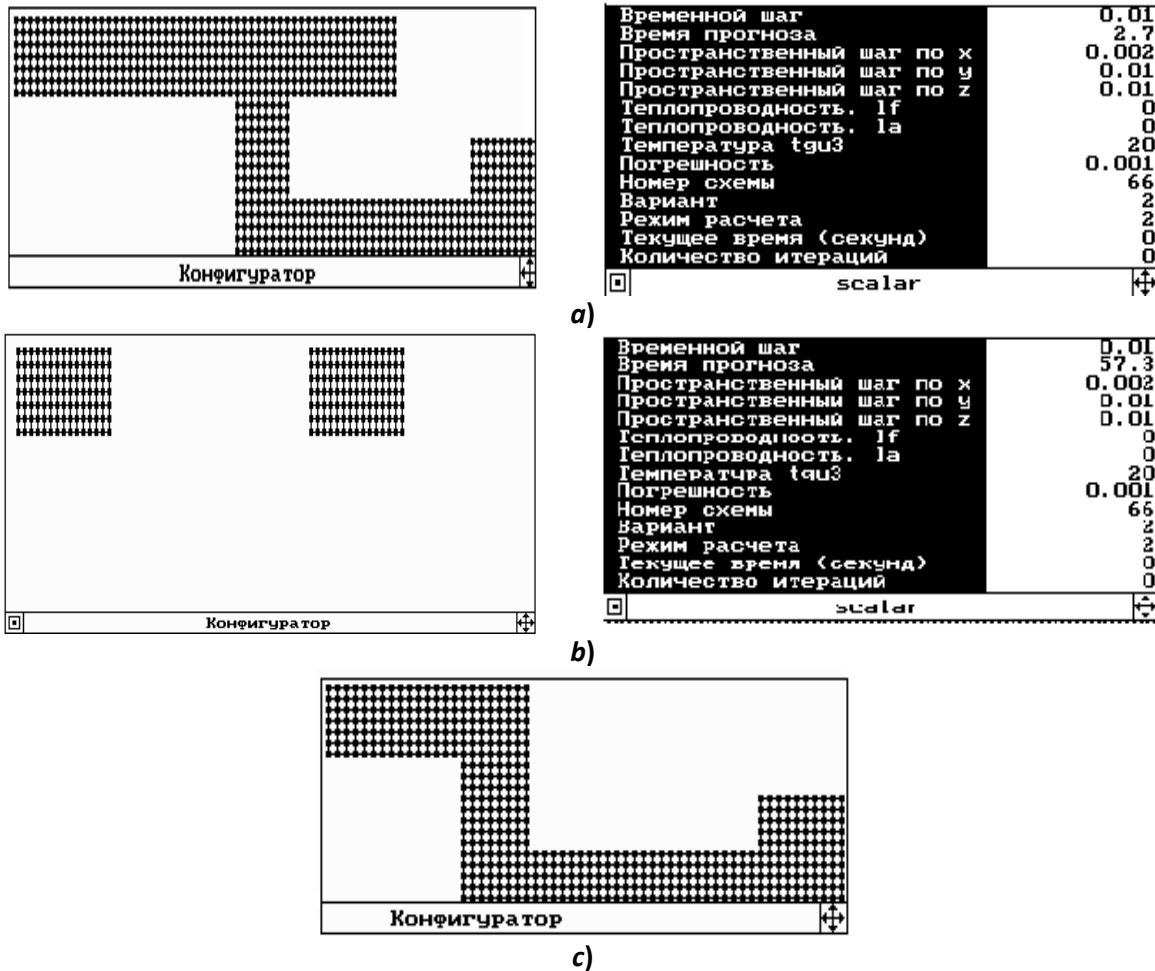 Временной шаг 0.01
Время прогноза 2.7
Пространственный шаг по x 0.002
Пространственный шаг по y 0.01
Пространственный шаг по z 0.01
Теплопроводность. lf 0
Теплопроводность. la 0
Температура tgu3 20
Погрешность 0.001
Номер схемы 66
Вариант 2
Режим расчета 2
Текущее время (секунд) 0
Количество итераций 0
Конфигуратор
scalar
a)
Временной шаг 0.01
Время прогноза 57.3
Пространственный шаг по x 0.002
Пространственный шаг по y 0.01
Пространственный шаг по z 0.01
Теплопроводность. lf 0
Теплопроводность. la 0
Температура tgu3 20
Погрешность 0.001
Номер схемы 66
Вариант 2
Режим расчета 2
Текущее время (секунд) 0
Количество итераций 0
Конфигуратор
scalar
b)
Конфигуратор
c)